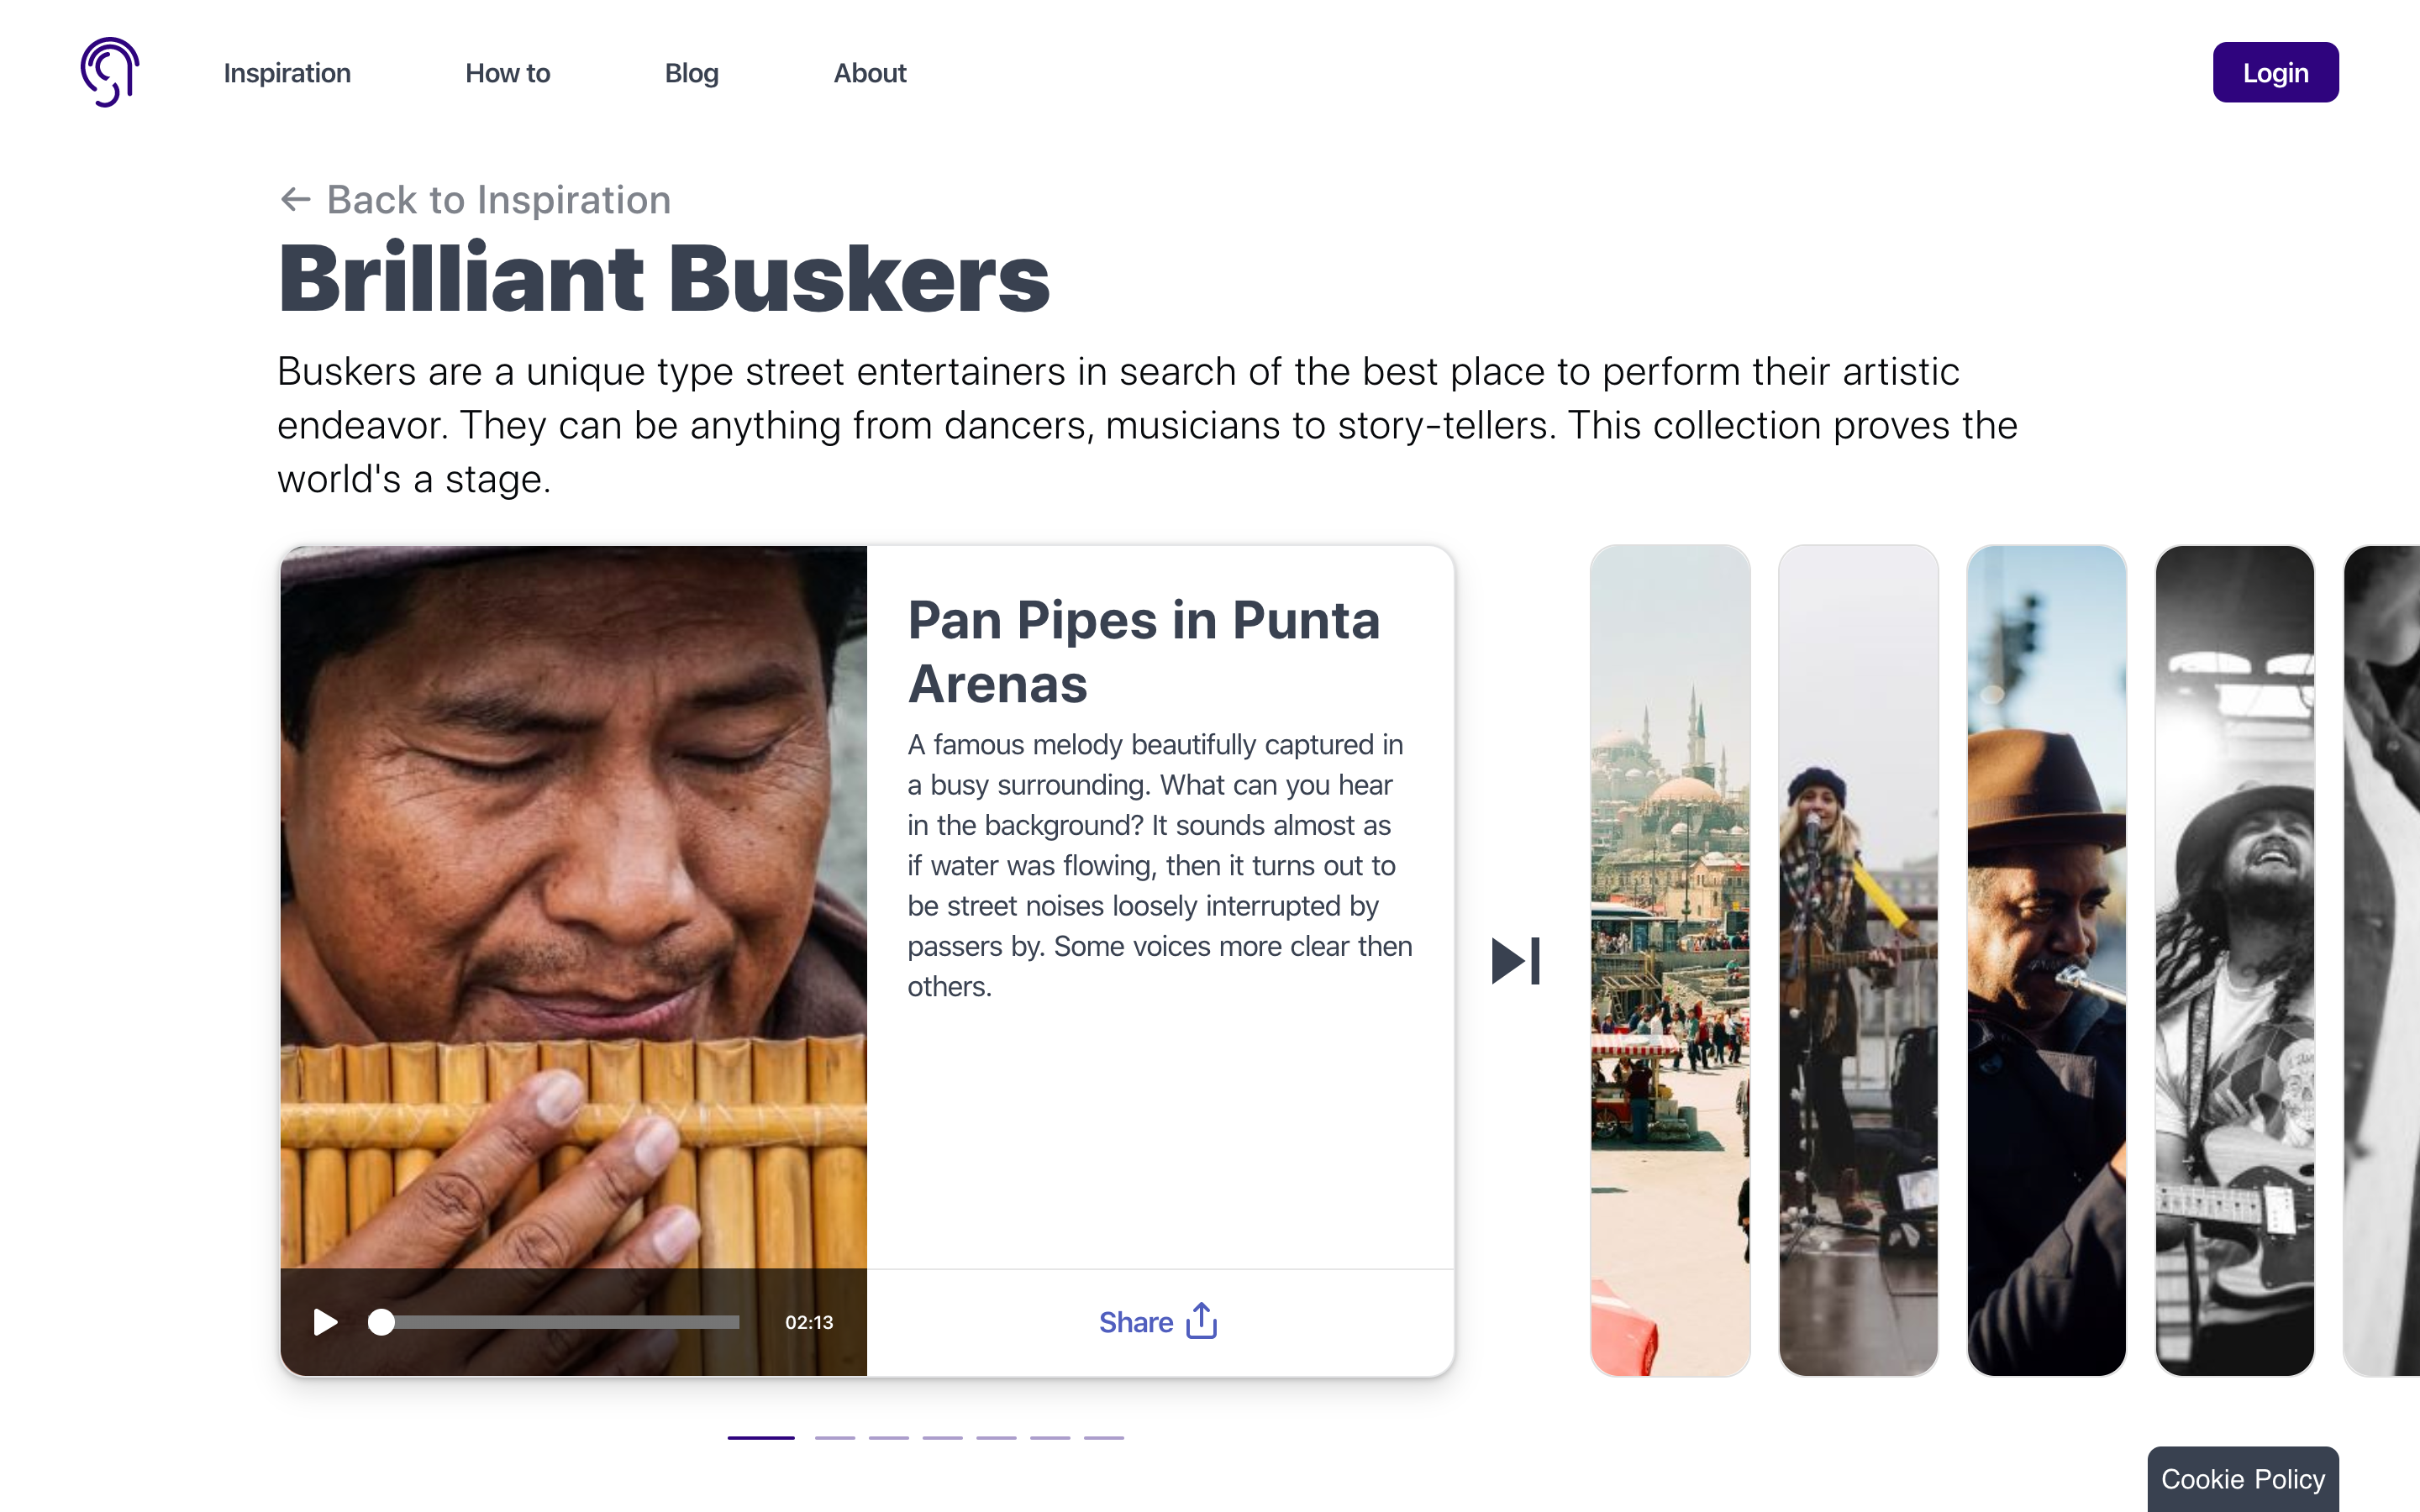 Inspiration
How to
Blog
About
Login
← Back to Inspiration
Brilliant Buskers
Buskers are a unique type street entertainers in search of the best place to perform their artistic
endeavor. They can be anything from dancers, musicians to story-tellers. This collection proves the
world's a stage.
Pan Pipes in Punta
Arenas
A famous melody beautifully captured in
a busy surrounding. What can you hear
in the background? It sounds almost as
if water was flowing, then it turns out to
be street noises loosely interrupted by
passers by. Some voices more clear then
others.
02:13
Share
Cookie Policy